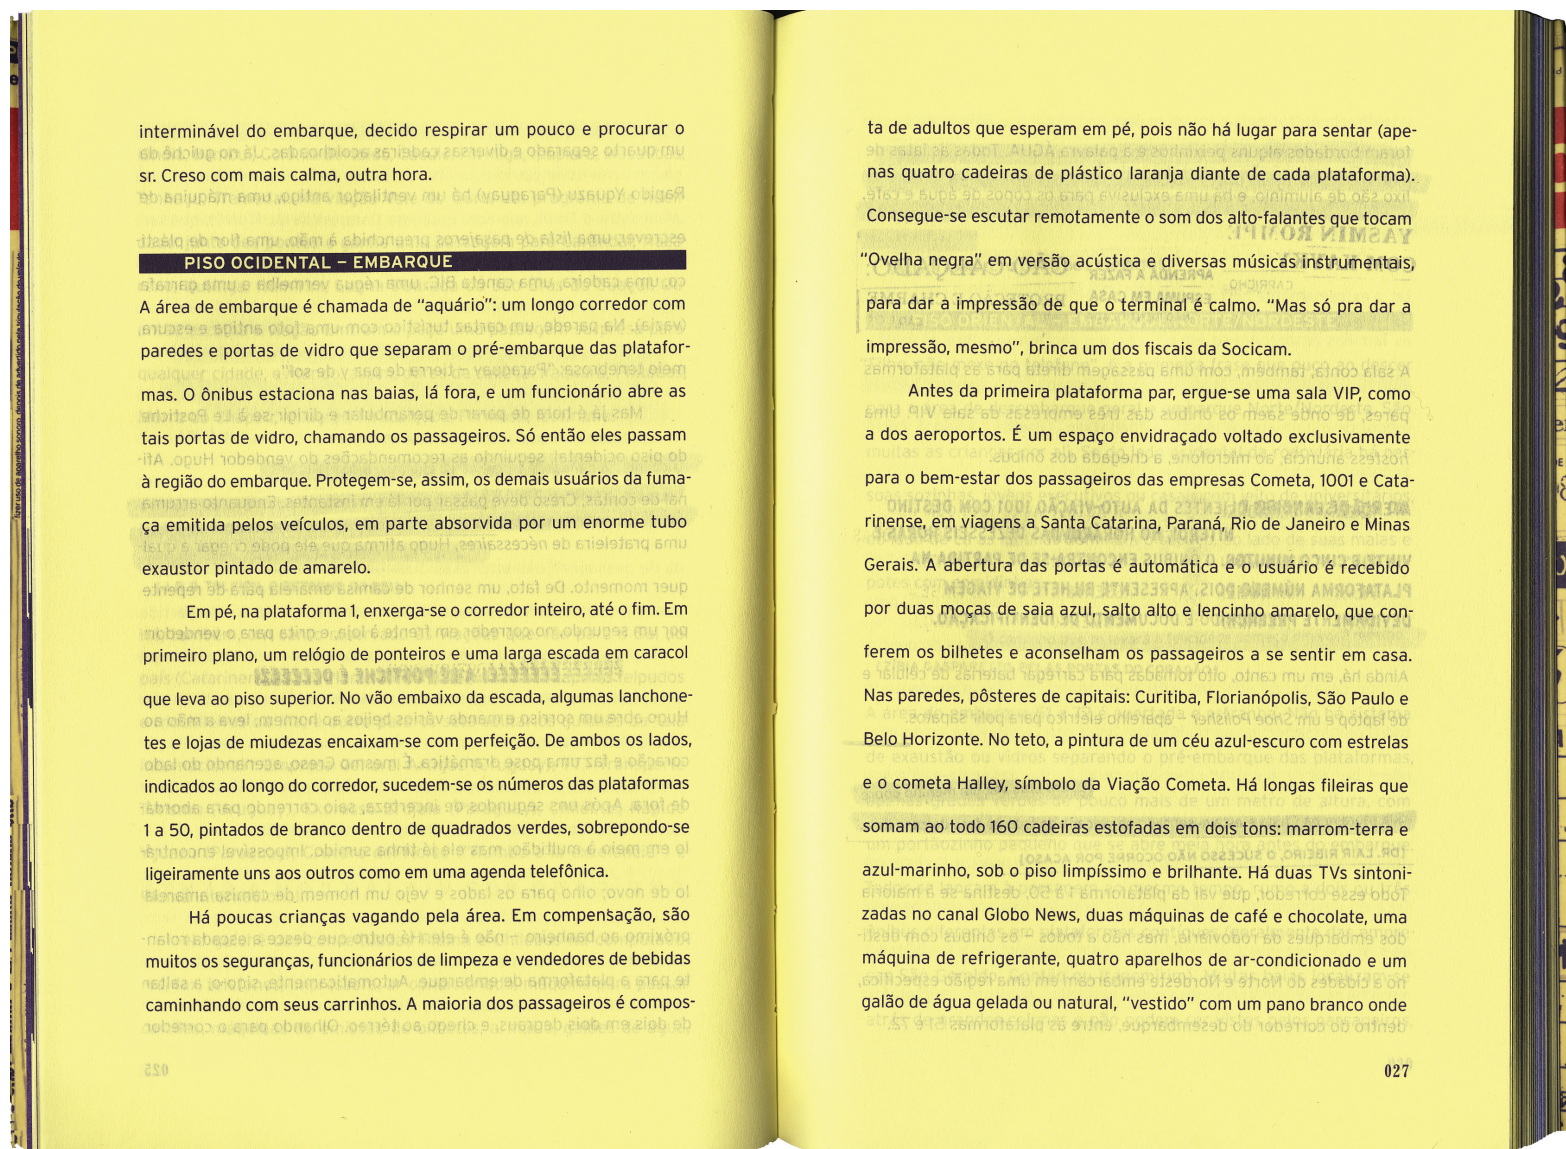 interminável do embarque, decido respirar um pouco e procurar o
sr. Creso com mais calma, outra hora.
PISO OCIDENTAL – EMBARQUE
A área de embarque é chamada de "aquário": um longo corredor com
paredes e portas de vidro que separam o pré-embarque das platafor-
mas. O ônibus estaciona nas baias, lá fora, e um funcionário abre as
tais portas de vidro, chamando os passageiros. Só então eles passam
à região do embarque. Protegem-se, assim, os demais usuários da fuma-
ça emitida pelos veículos, em parte absorvida por um enorme tubo
exaustor pintado de amarelo.
Em pé, na plataforma 1, enxerga-se o corredor inteiro, até o fim. Em
primeiro plano, um relógio de ponteiros e uma larga escada em caracol
que leva ao piso superior. No vão embaixo da escada, algumas lanchone-
tes e lojas de miudezas encaixam-se com perfeição. De ambos os lados,
indicados ao longo do corredor, sucedem-se os números das plataformas
1 a 50, pintados de branco dentro de quadrados verdes, sobrepondo-se
ligeiramente uns aos outros como em uma agenda telefônica.
Há poucas crianças vagando pela área. Em compensação, são
muitos os seguranças, funcionários de limpeza e vendedores de bebidas
caminhando com seus carrinhos. A maioria dos passageiros é compos-
ta de adultos que esperam em pé, pois não há lugar para sentar (ape-
nas quatro cadeiras de plástico laranja diante de cada plataforma).
Consegue-se escutar remotamente o som dos alto-falantes que tocam
"Ovelha negra" em versão acústica e diversas músicas instrumentais,
para dar a impressão de que o terminal é calmo. "Mas só pra dar a
impressão, mesmo", brinca um dos fiscais da Socicam.
Antes da primeira plataforma par, ergue-se uma sala VIP, como
a dos aeroportos. É um espaço envidraçado voltado exclusivamente
para o bem-estar dos passageiros das empresas Cometa, 1001 e Cata-
rinense, em viagens a Santa Catarina, Paraná, Rio de Janeiro e Minas
Gerais. A abertura das portas é automática e o usuário é recebido
por duas moças de saia azul, salto alto e lencinho amarelo, que con-
ferem os bilhetes e aconselham os passageiros a se sentir em casa.
Nas paredes, pôsteres de capitais: Curitiba, Florianópolis, São Paulo e
Belo Horizonte. No teto, a pintura de um céu azul-escuro com estrelas
e o cometa Halley, símbolo da Viação Cometa. Há longas fileiras que
somam ao todo 160 cadeiras estofadas em dois tons: marrom-terra e
azul-marinho, sob o piso limpíssimo e brilhante. Há duas TVs sintoni-
zadas no canal Globo News, duas máquinas de café e chocolate, uma
máquina de refrigerante, quatro aparelhos de ar-condicionado e um
galão de água gelada ou natural, "vestido" com um pano branco onde
027